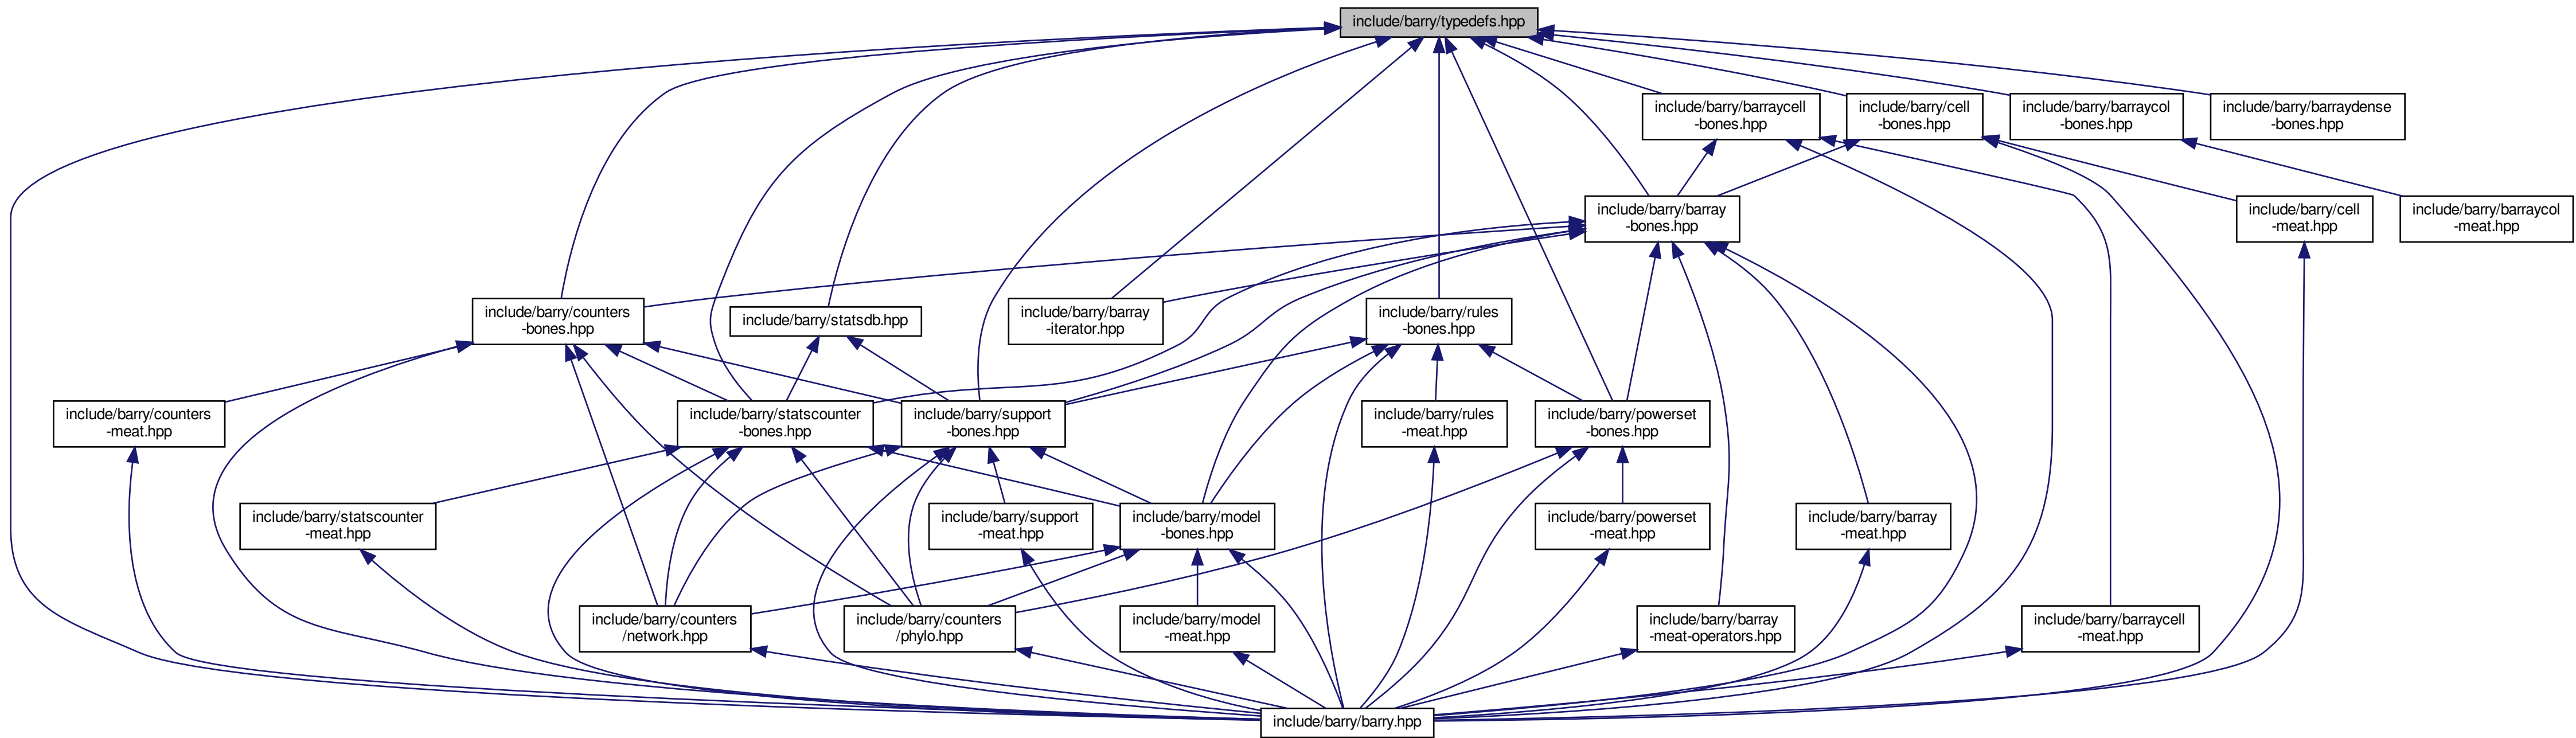 include/barry/typedefs.hpp
include/barry/barraycell
-bones.hpp
include/barry/cell
-bones.hpp
include/barry/barraycol
-bones.hpp
include/barry/barraydense
-bones.hpp
include/barry/barray
-bones.hpp
include/barry/cell
-meat.hpp
include/barry/barraycol
-meat.hpp
include/barry/counters
-bones.hpp
include/barry/statsdb.hpp
include/barry/barray
-iterator.hpp
include/barry/rules
-bones.hpp
include/barry/counters
-meat.hpp
include/barry/statscounter
-bones.hpp
include/barry/support
-bones.hpp
include/barry/rules
-meat.hpp
include/barry/powerset
-bones.hpp
include/barry/statscounter
-meat.hpp
include/barry/support
-meat.hpp
include/barry/model
-bones.hpp
include/barry/powerset
-meat.hpp
include/barry/barray
-meat.hpp
include/barry/counters
/network.hpp
include/barry/counters
/phylo.hpp
include/barry/model
-meat.hpp
include/barry/barray
-meat-operators.hpp
include/barry/barraycell
-meat.hpp
include/barry/barry.hpp